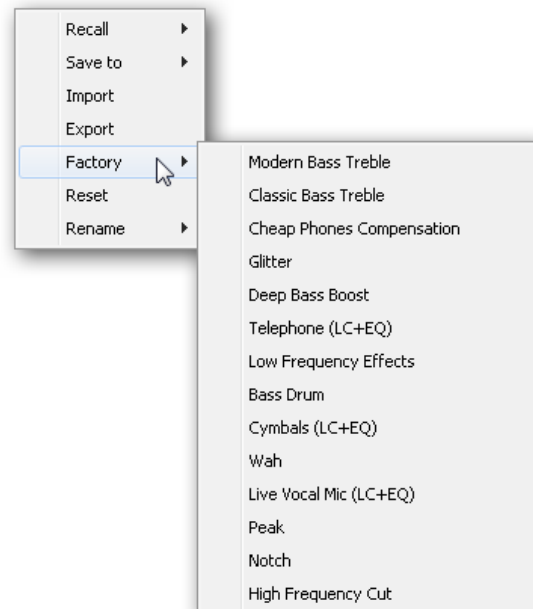 Recall
Save to
Import
Export
Factory
Reset
Rename
Modern Bass Treble
Classic Bass Treble
Cheap Phones Compensation
Glitter
Deep Bass Boost
Telephone (LC+EQ)
Low Frequency Effects
Bass Drum
Cymbals (LC+EQ)
Wah
Live Vocal Mic (LC+EQ)
Peak
Notch
High Frequency Cut